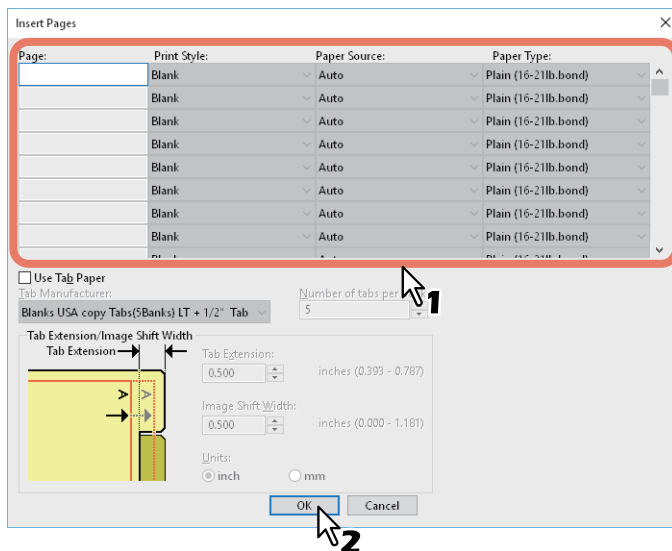 Insert Pages
Page: Print Style: Paper Source: Paper Type:
Blank Auto Plain (16-21lb.bond)
Blank Auto Plain (16-21lb.bond)
Blank Auto Plain (16-21lb.bond)
Blank Auto Plain (16-21lb.bond)
Blank Auto Plain (16-21lb.bond)
Blank Auto Plain (16-21lb.bond)
Blank Auto Plain (16-21lb.bond)
Blank Auto Plain (16-21lb.bond)
Use Tab Paper
Tab Manufacturer: Number of tabs per
1
Blanks USA copy Tabs(5Banks) LT + 1/2" Tab 5
Tab Extension/Image Shift Width
Tab Extension
Tab Extension:
0.500 inches (0.393 - 0.787)
A A
Image Shift Width:
0.500 inches (0.000 - 1.181)
Units:
inch mm
OK Cancel
2